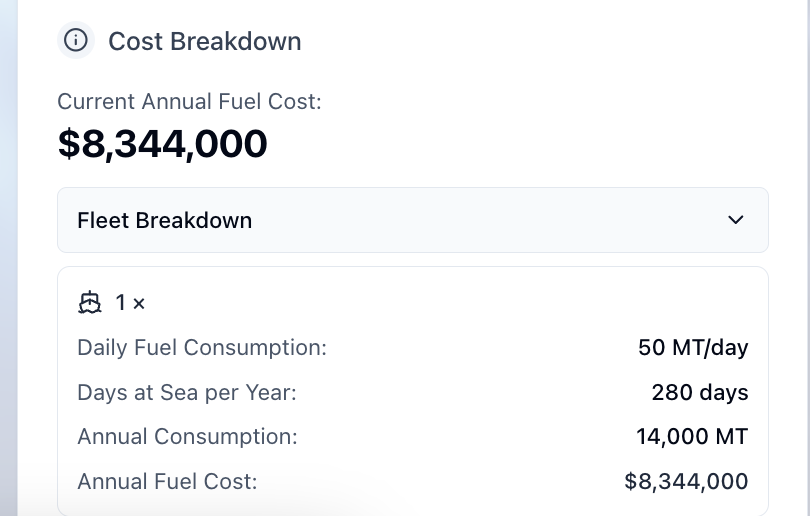 Cost Breakdown
Current Annual Fuel Cost:
$8,344,000
Fleet Breakdown
1 ×
Daily Fuel Consumption: 50 MT/day
Days at Sea per Year: 280 days
Annual Consumption: 14,000 MT
Annual Fuel Cost: $8,344,000